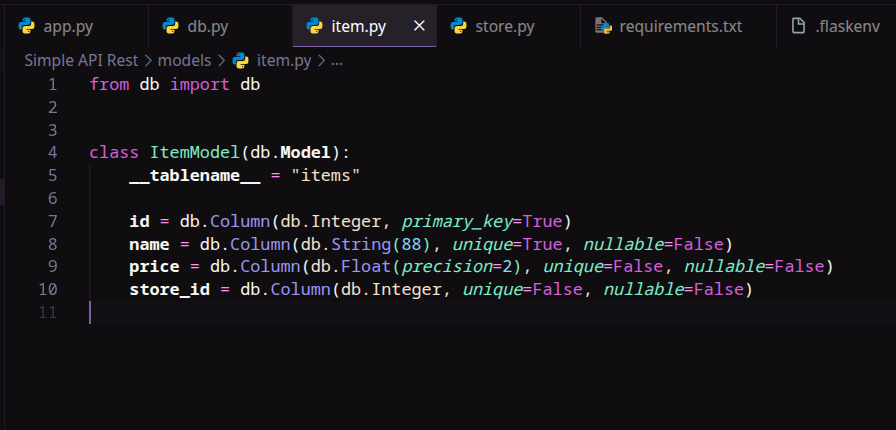 app.py db.py item.py × store.py requirements.txt .flaskenv
Simple API Rest > models > item.py > ...
1 from db import db
2
3
4 class ItemModel(db.Model):
5     __tablename__ = "items"
6
7     id = db.Column(db.Integer, primary_key=True)
8     name = db.Column(db.String(88), unique=True, nullable=False)
9     price = db.Column(db.Float(precision=2), unique=False, nullable=False)
10     store_id = db.Column(db.Integer, unique=False, nullable=False)
11